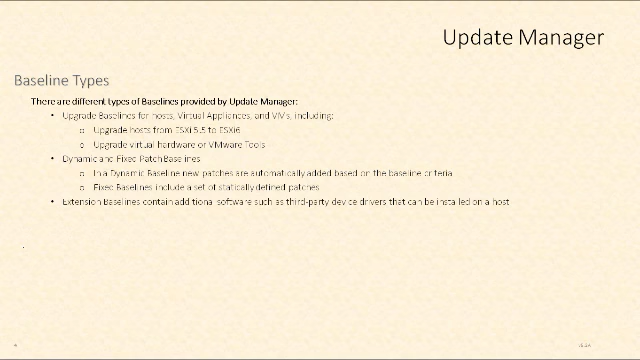 Update Manager
Baseline Types
There are different types of Baselines provided by Update Manager:
• Upgrade Baselines for hosts, Virtual Appliances, and VMs, including:
o Upgrade hosts from ESXi 5.5 to ESXi6
o Upgrade virtual hardware or VMware Tools
• Dynamic and Fixed Patch Baselines
o In a Dynamic Baseline new patches are automatically added based on the baseline criteria
o Fixed Baselines include a set of statically defined patches
• Extension Baselines contain additional software such as third-party device drivers that can be installed on a host